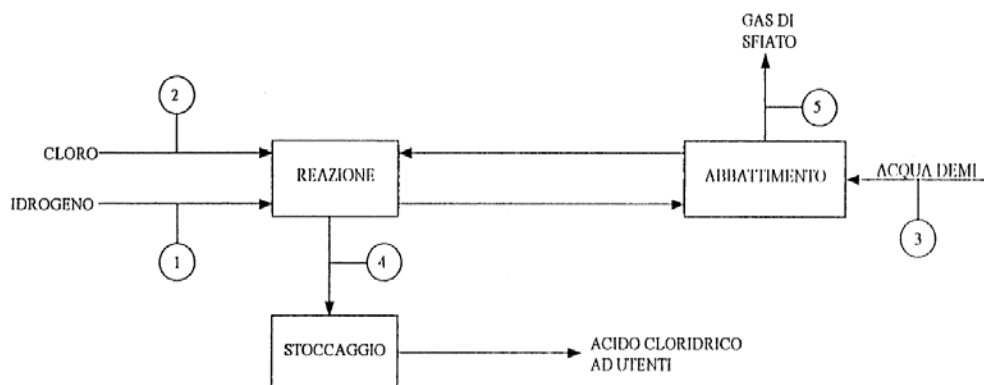 GAS DI
SFIATO
2
5
CLORO
REAZIONE
ABBATTIMENTO
ACQUA DEMI
IDROGENO
1
4
3
STOCCAGGIO
ACIDO CLORIDRICO
AD UTENTI